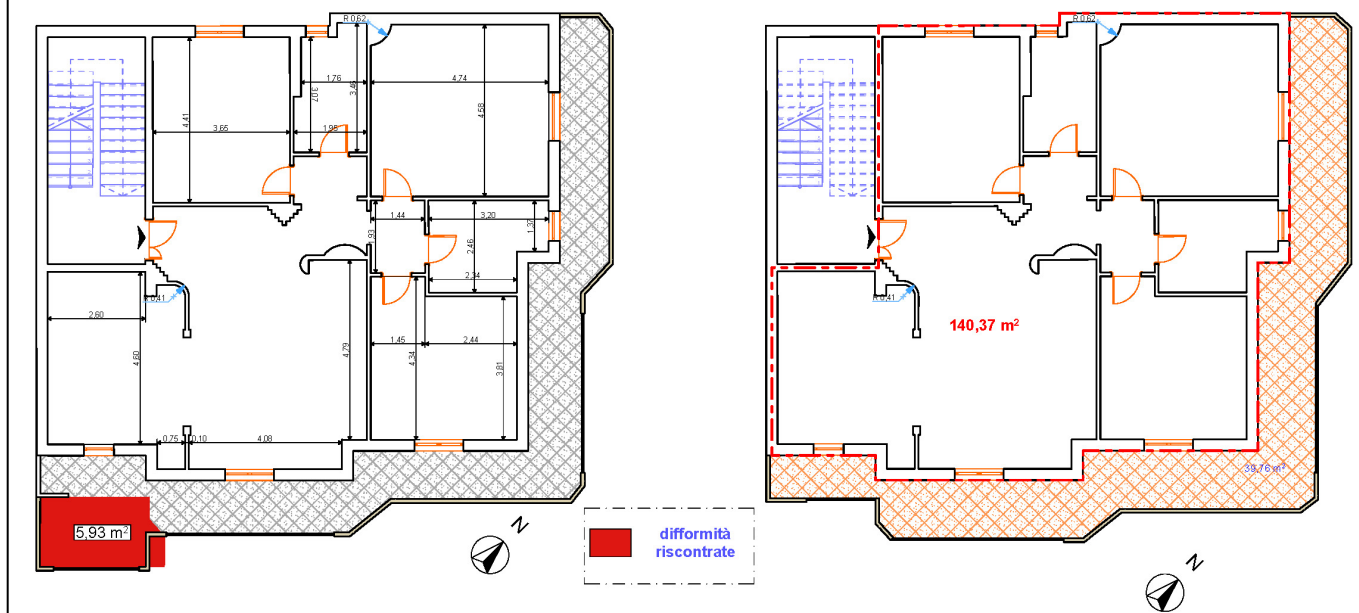 R 0,62
1,76
3,46
3,07
4,74
4,58
4,41
3,65
1,95
1,44
3,20
1,37
1,93
2,46
2,34
R 0,41
2,60
4,60
4,79
1,45
2,44
4,34
3,81
0,75
0,10
4,08
5,93 m²
N
difformità
riscontrate
R 0,62
R 0,41
140,37 m²
39,76 m²
N